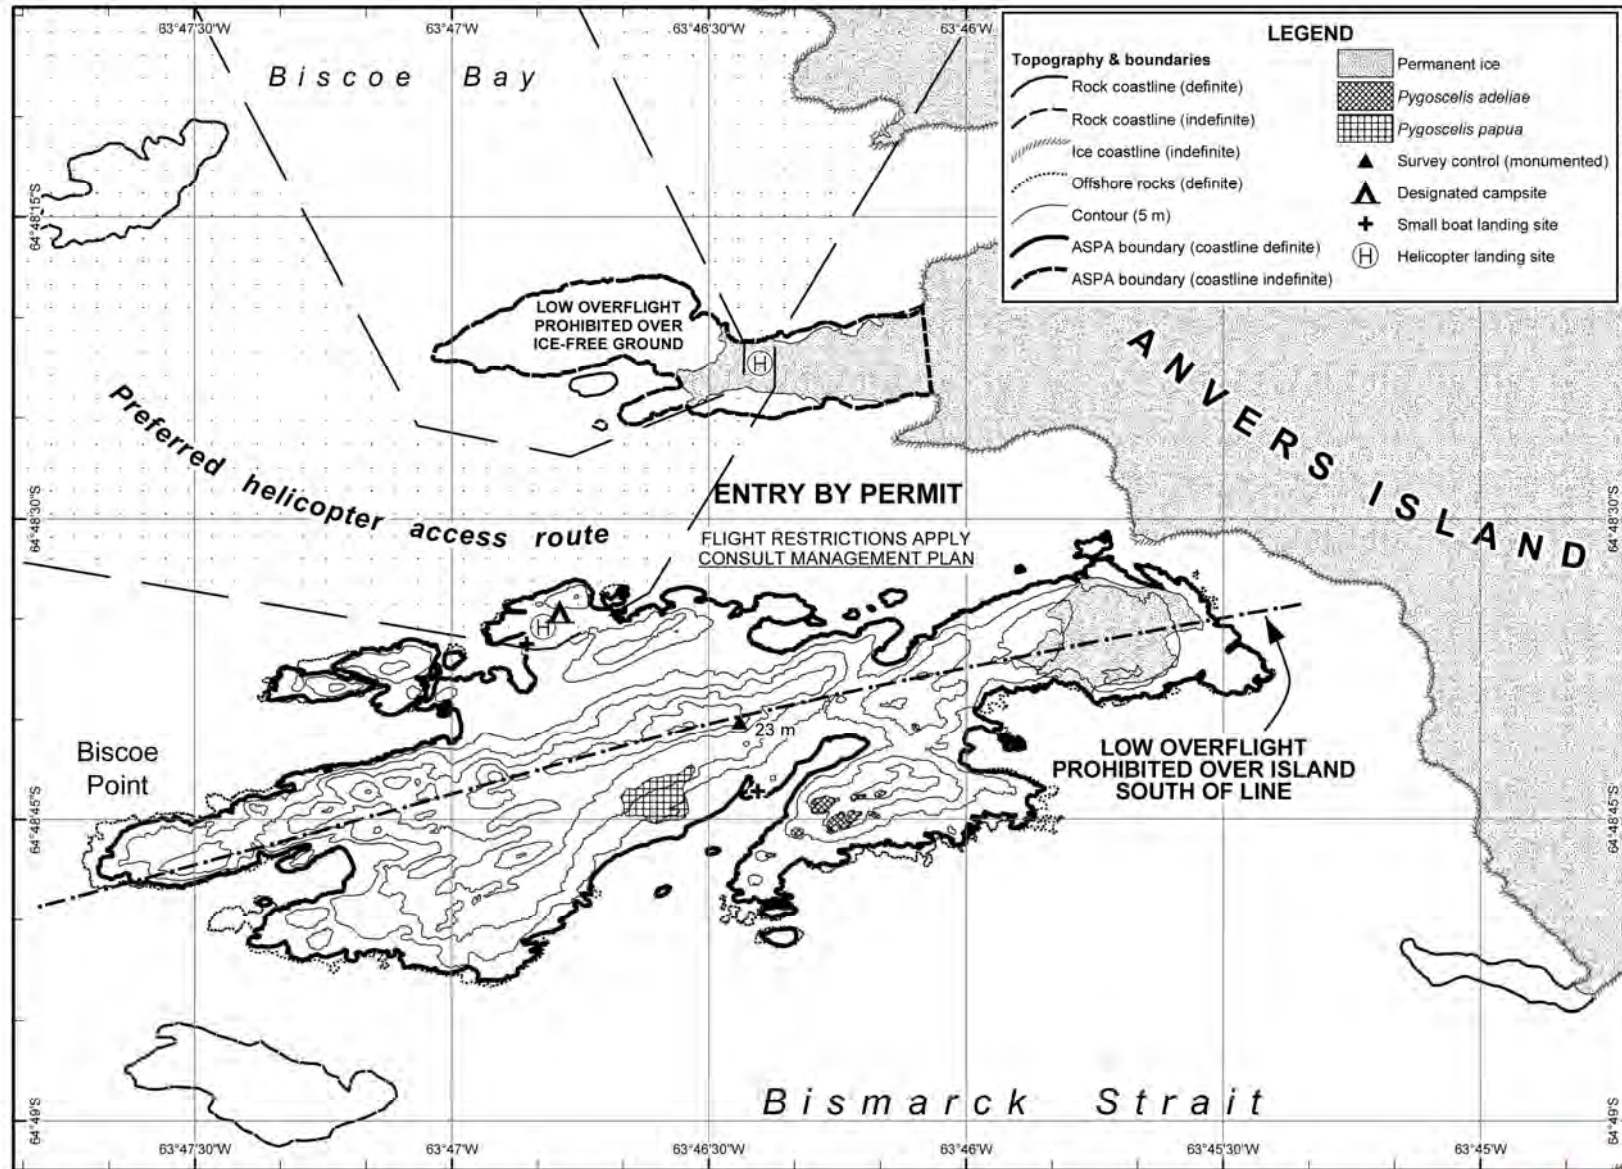 63°47'30"W
63°47'W
63°46'30"W
63°46'W
Biscoe Bay
LEGEND
Topography & boundaries
Rock coastline (definite)
Rock coastline (indefinite)
Ice coastline (indefinite)
Offshore rocks (definite)
Contour (5 m)
ASPA boundary (coastline definite)
ASPA boundary (coastline indefinite)
Permanent ice
Pygoscelis adeliae
Pygoscelis papua
Survey control (monumented)
Designated campsite
Small boat landing site
H Helicopter landing site
64°48'15"S
LOW OVERFLIGHT
PROHIBITED OVER
ICE-FREE GROUND
H
ANVERS ISLAND
Preferred helicopter access route
ENTRY BY PERMIT
64°48'30"S
64°48'30"S
FLIGHT RESTRICTIONS APPLY
CONSULT MANAGEMENT PLAN
H
23 m
Biscoe
Point
LOW OVERFLIGHT
PROHIBITED OVER ISLAND
SOUTH OF LINE
64°48'45"S
64°48'45"S
Bismarck Strait
64°49'S
64°49'S
63°47'30"W
63°47'W
63°46'30"W
63°46'W
63°45'30"W
63°45'W